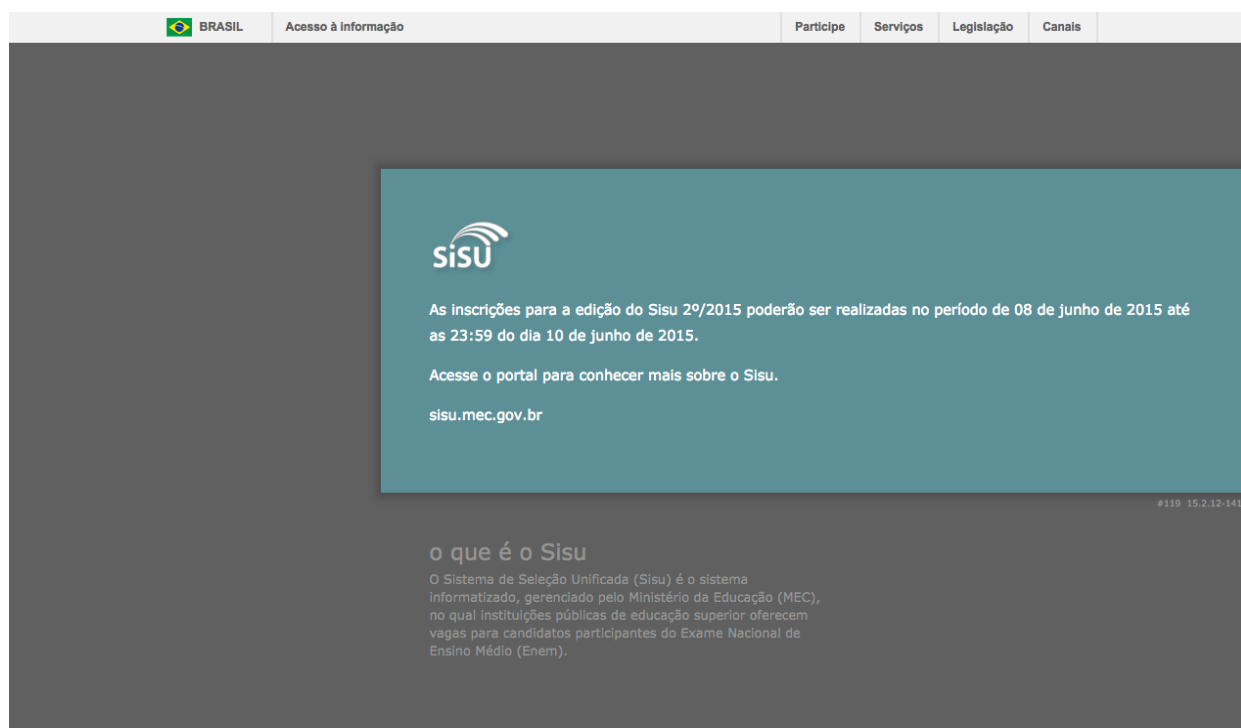 BRASIL Acesso à informação Participe Serviços Legislação Canais
sisu
As inscrições para a edição do Sisu 2º/2015 poderão ser realizadas no período de 08 de junho de 2015 até
as 23:59 do dia 10 de junho de 2015.
Acesse o portal para conhecer mais sobre o Sisu.
sisu.mec.gov.br
#119 15.2.12-141
o que é o Sisu
O Sistema de Seleção Unificada (Sisu) é o sistema
informatizado, gerenciado pelo Ministério da Educação (MEC),
no qual instituições públicas de educação superior oferecem
vagas para candidatos participantes do Exame Nacional de
Ensino Médio (Enem).